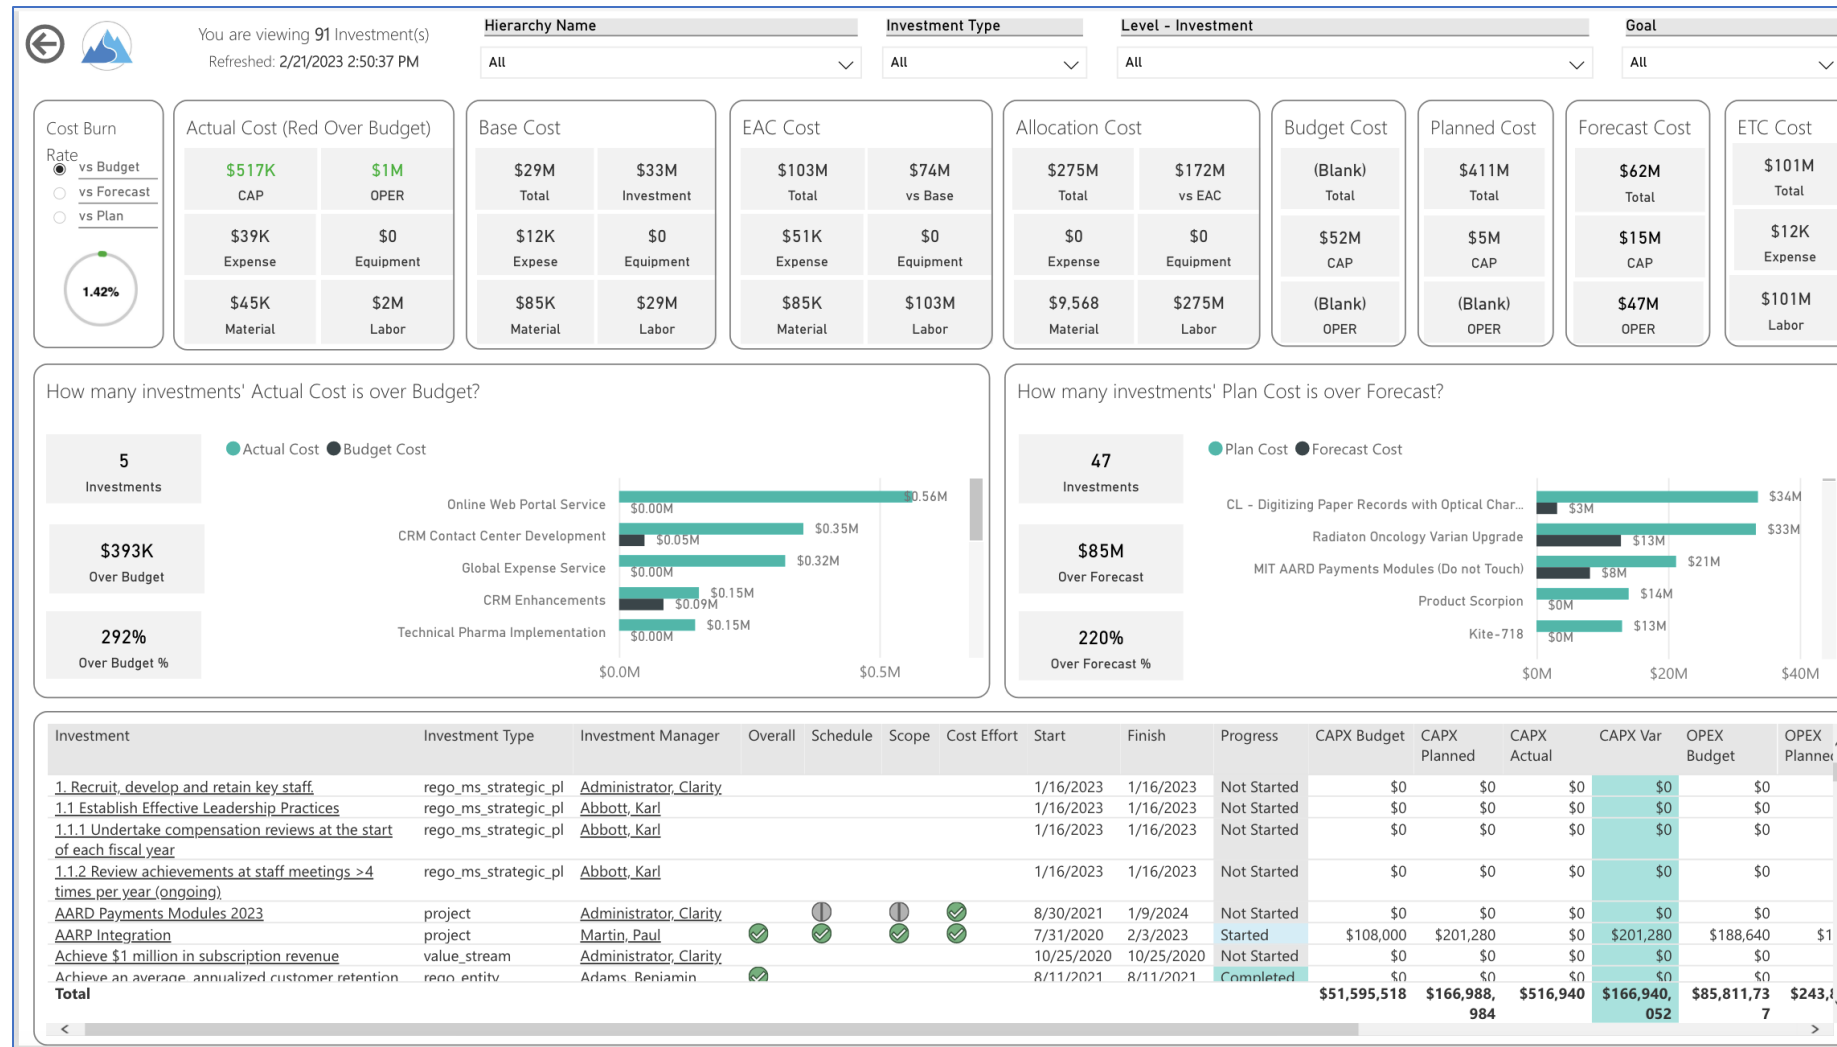 You are viewing 91 Investment(s)
Refreshed: 2/21/2023 2:50:37 PM
Hierarchy Name
All
Investment Type
All
Level - Investment
All
Goal
All
Cost Burn
Rate
vs Budget
vs Forecast
vs Plan
1.42%
Actual Cost (Red Over Budget)
$517K $1M
CAP OPER
$39K $0
Expense Equipment
$45K $2M
Material Labor
Base Cost
$29M $33M
Total Investment
$12K $0
Expese Equipment
$85K $29M
Material Labor
EAC Cost
$103M $74M
Total vs Base
$51K $0
Expense Equipment
$85K $103M
Material Labor
Allocation Cost
$275M $172M
Total vs EAC
$0 $0
Expense Equipment
$9,568 $275M
Material Labor
Budget Cost
(Blank)
Total
$52M
CAP
(Blank)
OPER
Planned Cost
$411M
Total
$5M
CAP
(Blank)
OPER
Forecast Cost
$62M
Total
$15M
CAP
$47M
OPER
ETC Cost
$101M
Total
$12K
Expense
$101M
Labor
How many investments' Actual Cost is over Budget?
5
Investments
$393K
Over Budget
292%
Over Budget %
Actual Cost Budget Cost
Online Web Portal Service $0.56M $0.00M
CRM Contact Center Development $0.35M $0.05M
Global Expense Service $0.32M $0.00M
CRM Enhancements $0.15M $0.09M
Technical Pharma Implementation $0.15M $0.00M
$0.0M $0.5M
How many investments' Plan Cost is over Forecast?
47
Investments
$85M
Over Forecast
220%
Over Forecast %
Plan Cost Forecast Cost
CL - Digitizing Paper Records with Optical Char... $34M $3M
Radiaton Oncology Varian Upgrade $33M $13M
MIT AARD Payments Modules (Do not Touch) $21M $8M
Product Scorpion $14M $0M
Kite-718 $13M $0M
$0M $20M $40M
Investment Investment Type Investment Manager Overall Schedule Scope Cost Effort Start Finish Progress CAPX Budget CAPX CAPX CAPX Var OPEX OPEX
Planned Actual Budget
1. Recruit, develop and retain key staff. rego_ms_strategic_pl Administrator, Clarity 1/16/2023 1/16/2023 Not Started $0 $0 $0 $0 $0
1.1 Establish Effective Leadership Practices rego_ms_strategic_pl Abbott, Karl 1/16/2023 1/16/2023 Not Started $0 $0 $0 $0 $0
1.1.1 Undertake compensation reviews at the start rego_ms_strategic_pl Abbott, Karl 1/16/2023 1/16/2023 Not Started $0 $0 $0 $0 $0
of each fiscal year
1.1.2 Review achievements at staff meetings >4 rego_ms_strategic_pl Abbott, Karl 1/16/2023 1/16/2023 Not Started $0 $0 $0 $0 $0
times per year (ongoing)
AARD Payments Modules 2023 project Administrator, Clarity 8/30/2021 1/9/2024 Not Started $0 $0 $0 $0 $0
AARP Integration project Martin, Paul 7/31/2020 2/3/2023 Started $108,000 $201,280 $0 $201,280 $188,640 $1
Achieve $1 million in subscription revenue value_stream Administrator, Clarity 10/25/2020 10/25/2020 Not Started $0 $0 $0 $0 $0
Achieve an average, annualized customer retention rego_entity Adams, Benjamin 8/11/2021 8/11/2021 Completed $0 $0 $0 $0 $0
Total $51,595,518 $166,988, $516,940 $166,940, $85,811,73
984 052 7